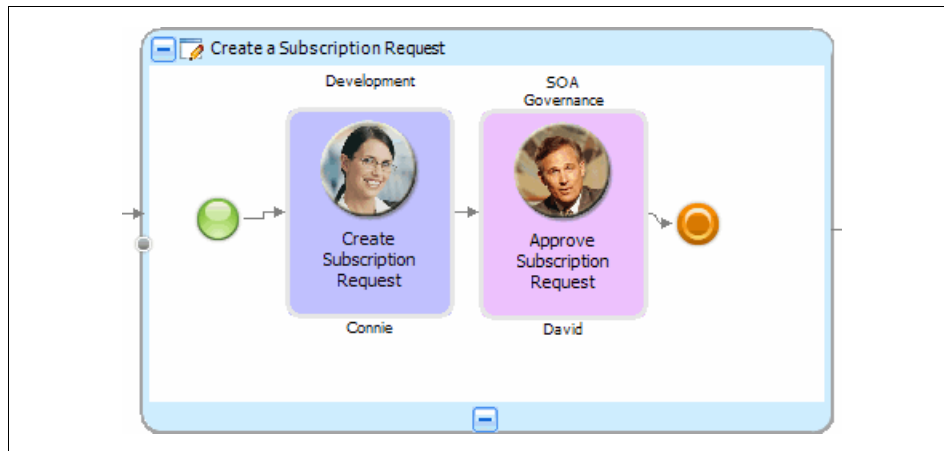 Create a Subscription Request
Development
SOA
Governance
Create
Subscription
Request
Approve
Subscription
Request
Connie
David